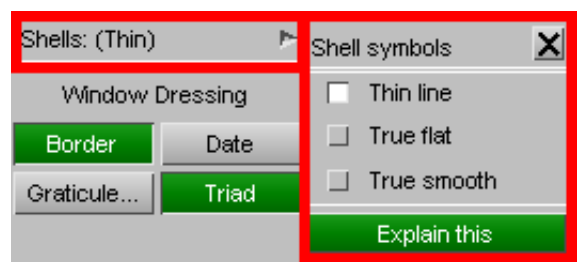 Shells: (Thin)
Window Dressing
Border Date
Graticule... Triad
Shell symbols
Thin line
True flat
True smooth
Explain this